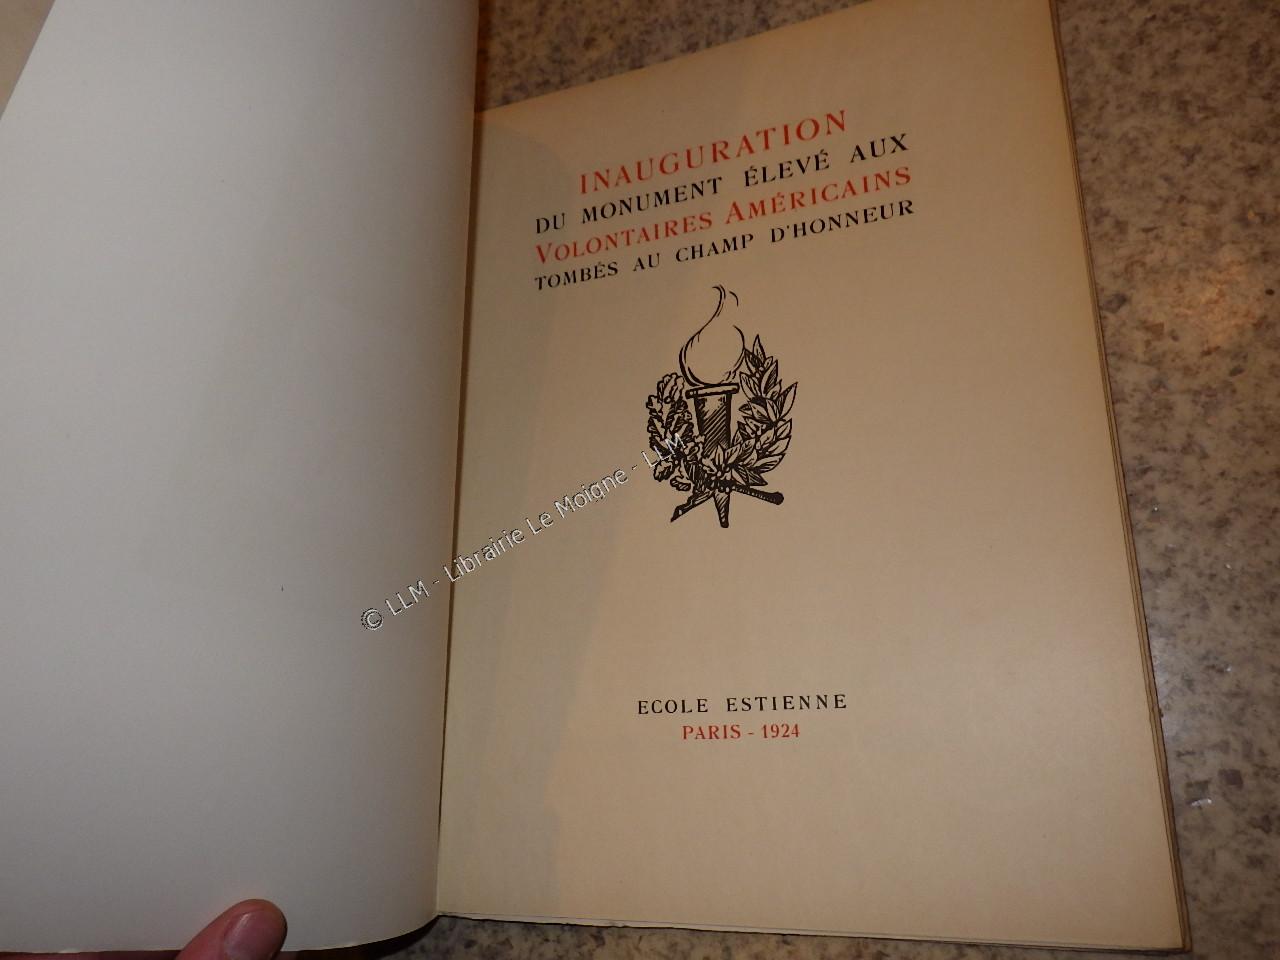 INAUGURATION
DU MONUMENT ÉLEVÉ AUX
VOLONTAIRES AMÉRICAINS
TOMBÉS AU CHAMP D'HONNEUR
© LLM - Librairie Le Moigne - LLM
ECOLE ESTIENNE
PARIS - 1924